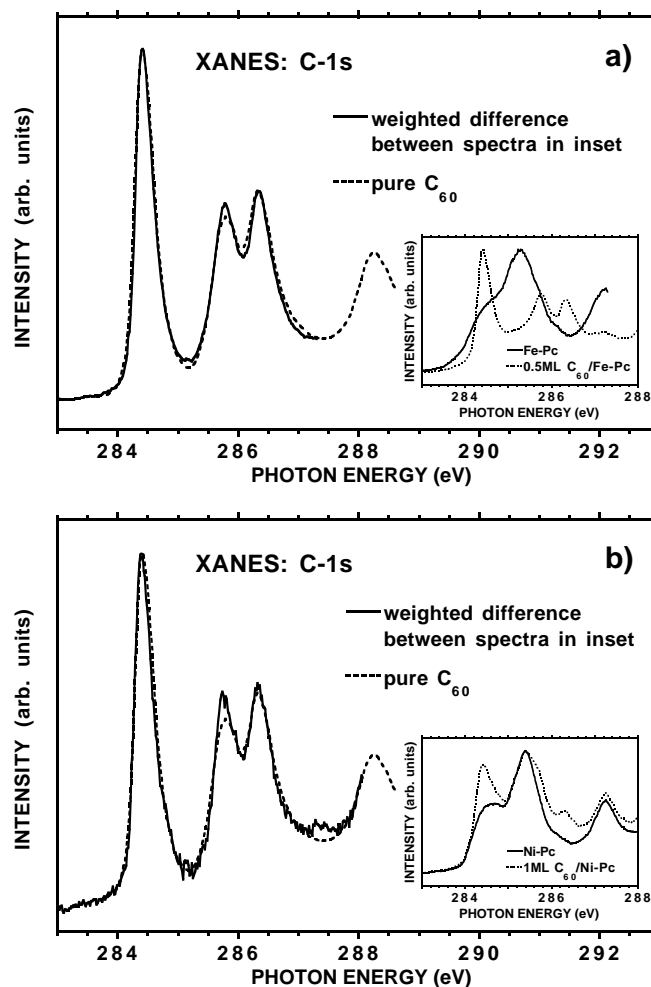 a)
XANES: C-1s
weighted difference
between spectra in inset
pure C60
INTENSITY (arb. units)
INTENSITY (arb. units)
Fe-Pc
0.5ML C60/Fe-Pc
284 286 288
PHOTON ENERGY (eV)
284 286 288 290 292
PHOTON ENERGY (eV)
b)
XANES: C-1s
weighted difference
between spectra in inset
pure C60
INTENSITY (arb. units)
INTENSITY (arb. units)
Ni-Pc
1ML C60/Ni-Pc
284 286 288
PHOTON ENERGY (eV)
284 286 288 290 292
PHOTON ENERGY (eV)